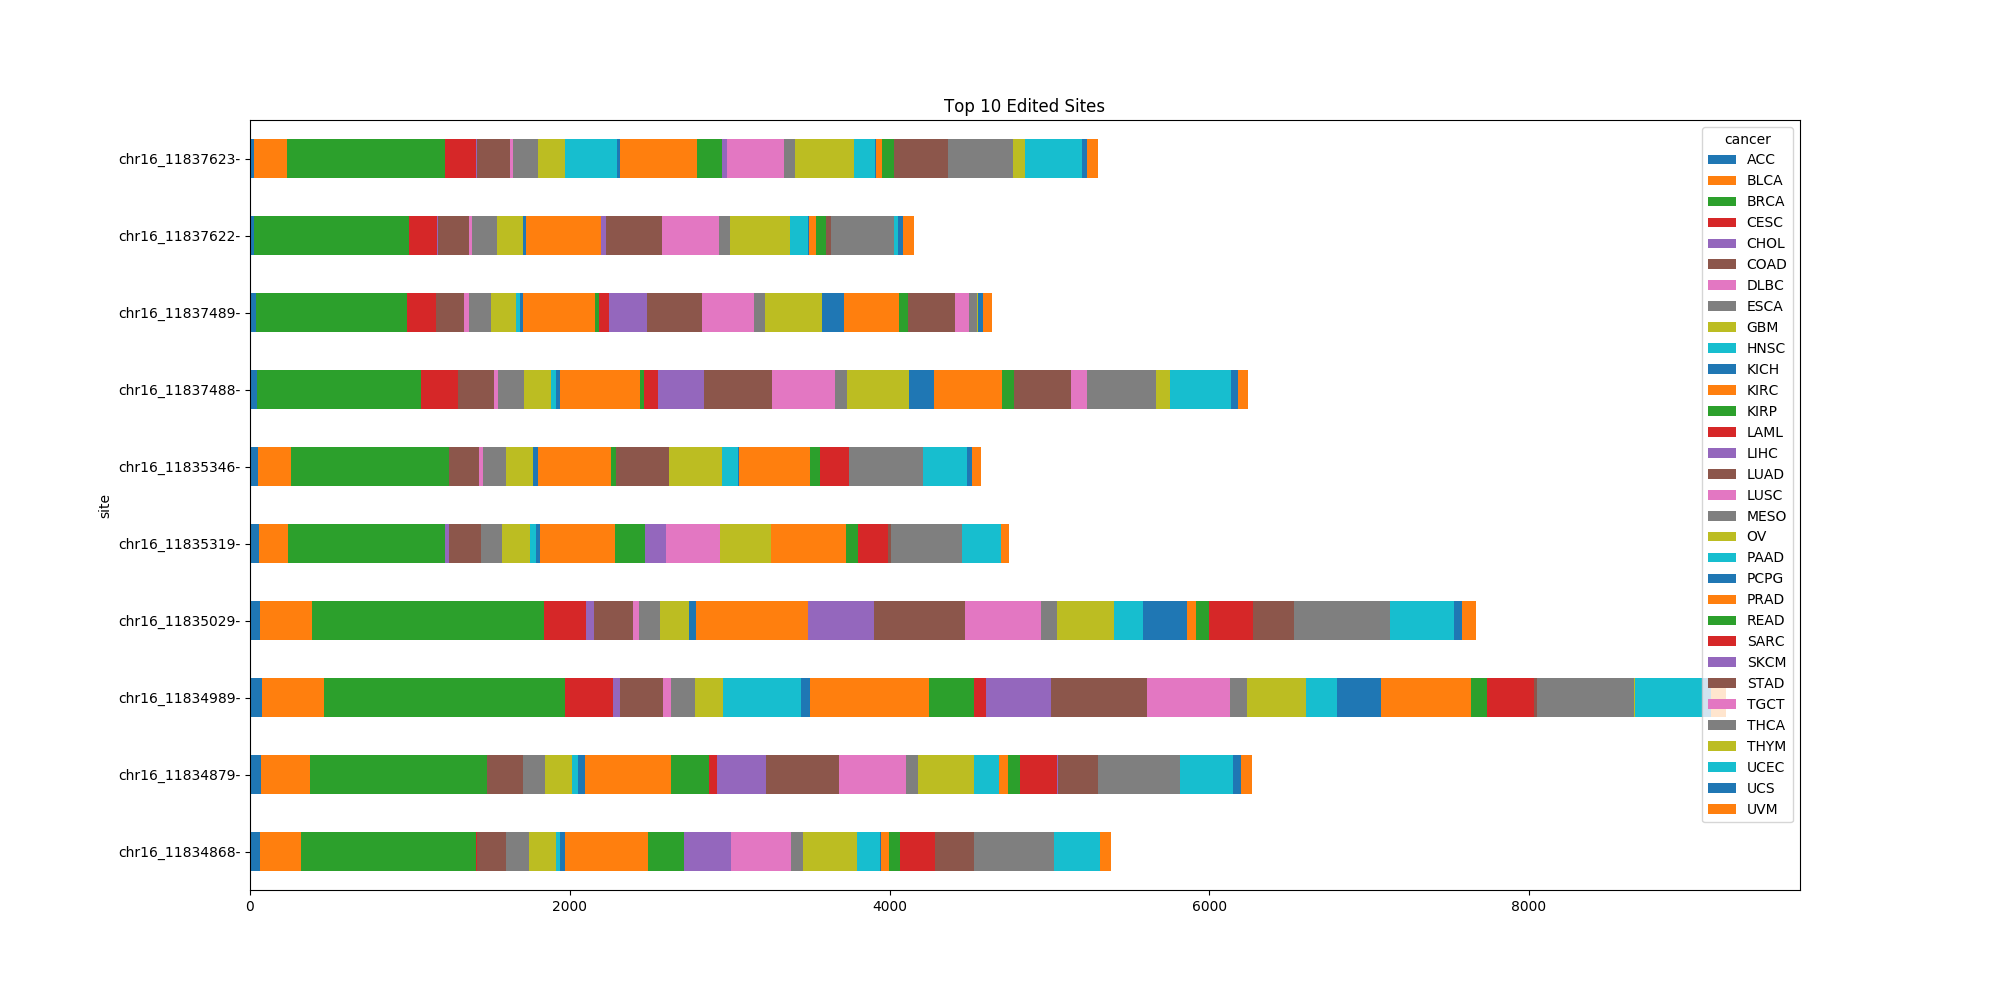 Top 10 Edited Sites
site
chr16_11837623-
chr16_11837622-
chr16_11837489-
chr16_11837488-
chr16_11835346-
chr16_11835319-
chr16_11835029-
chr16_11834989-
chr16_11834879-
chr16_11834868-
0
2000
4000
6000
8000
cancer
ACC
BLCA
BRCA
CESC
CHOL
COAD
DLBC
ESCA
GBM
HNSC
KICH
KIRC
KIRP
LAML
LIHC
LUAD
LUSC
MESO
OV
PAAD
PCPG
PRAD
READ
SARC
SKCM
STAD
TGCT
THCA
THYM
UCEC
UCS
UVM